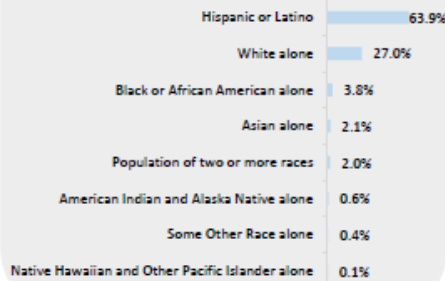 Hispanic or Latino 63.9%
White alone 27.0%
Black or African American alone 3.8%
Asian alone 2.1%
Population of two or more races 2.0%
American Indian and Alaska Native alone 0.6%
Some Other Race alone 0.4%
Native Hawaiian and Other Pacific Islander alone 0.1%